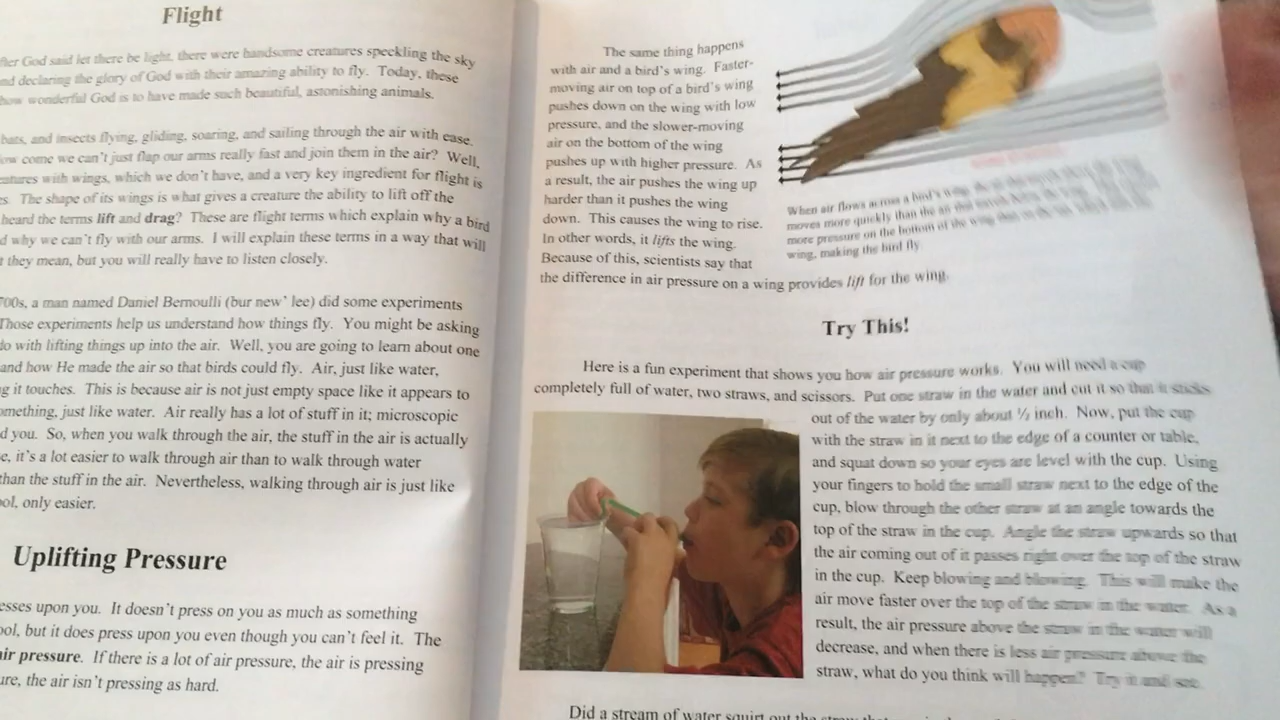 Flight
fter God said let there be light, there were handsome creatures speckling the sky
nd declaring the glory of God with their amazing ability to fly. Today, these
how wonderful God is to have made such beautiful, astonishing animals.
bats, and insects flying, gliding, soaring, and sailing through the air with ease.
ow come we can't just flap our arms really fast and join them in the air? Well,
eatures with wings, which we don't have, and a very key ingredient for flight is
es. The shape of its wings is what gives a creature the ability to lift off the
heard the terms lift and drag? These are flight terms which explain why a bird
d why we can't fly with our arms. I will explain these terms in a way that will
t they mean, but you will really have to listen closely.
700s, a man named Daniel Bernoulli (bur new' lee) did some experiments
Those experiments help us understand how things fly. You might be asking
do with lifting things up into the air. Well, you are going to learn about one
and how He made the air so that birds could fly. Air, just like water,
g it touches. This is because air is not just empty space like it appears to
omething, just like water. Air really has a lot of stuff in it; microscopic
d you. So, when you walk through the air, the stuff in the air is actually
e, it's a lot easier to walk through air than to walk through water
than the stuff in the air. Nevertheless, walking through air is just like
ool, only easier.
Uplifting Pressure
esses upon you. It doesn't press on you as much as something
ool, but it does press upon you even though you can't feel it. The
air pressure. If there is a lot of air pressure, the air is pressing
ure, the air isn't pressing as hard.
The same thing happens
with air and a bird's wing. Faster-
moving air on top of a bird's wing
pushes down on the wing with low
pressure, and the slower-moving
air on the bottom of the wing
pushes up with higher pressure. As
a result, the air pushes the wing up
harder than it pushes the wing
down. This causes the wing to rise.
In other words, it lifts the wing.
Because of this, scientists say that
the difference in air pressure on a wing provides lift for the wing.
When air flows across a bird's wing, the air
moves more quickly than the air that
more pressure on the bottom of the wing than on the
wing, making the bird fly.
Try This!
Here is a fun experiment that shows you how air pressure works. You will need a cup
completely full of water, two straws, and scissors. Put one straw in the water and cut it so that it sticks
out of the water by only about ½ inch. Now, put the cup
with the straw in it next to the edge of a counter or table,
and squat down so your eyes are level with the cup. Using
your fingers to hold the small straw next to the edge of the
cup, blow through the other straw at an angle towards the
top of the straw in the cup. Angle the straw upwards so that
the air coming out of it passes right over the top of the straw
in the cup. Keep blowing and blowing. This will make the
air move faster over the top of the straw in the water. As a
result, the air pressure above the straw in the water will
decrease, and when there is less air pressure above the
straw, what do you think will happen? Try it and see.
Did a stream of water squirt out the straw that